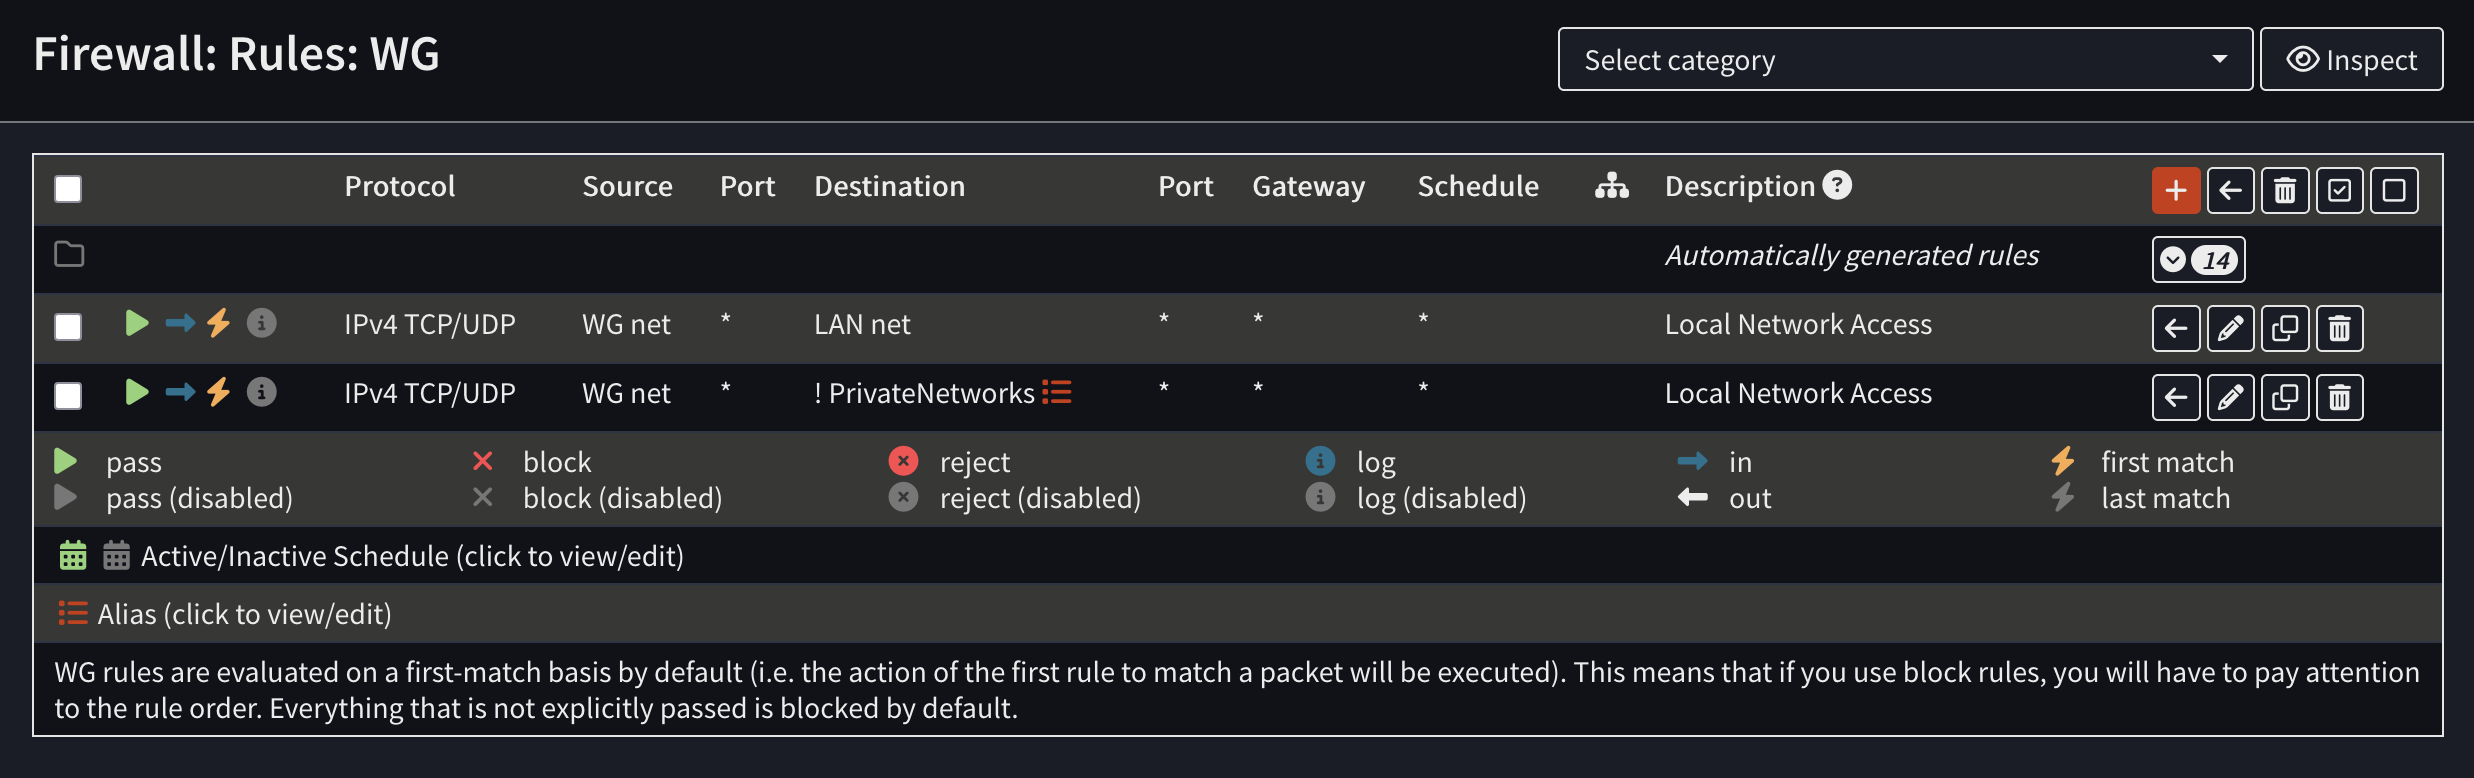 Firewall: Rules: WG
Select category
Inspect
Protocol Source Port Destination Port Gateway Schedule Description ?
Automatically generated rules 14
IPv4 TCP/UDP WG net * LAN net * * * Local Network Access
IPv4 TCP/UDP WG net * ! PrivateNetworks * * * Local Network Access
pass block reject log in first match
pass (disabled) block (disabled) reject (disabled) log (disabled) out last match
Active/Inactive Schedule (click to view/edit)
Alias (click to view/edit)
WG rules are evaluated on a first-match basis by default (i.e. the action of the first rule to match a packet will be executed). This means that if you use block rules, you will have to pay attention
to the rule order. Everything that is not explicitly passed is blocked by default.